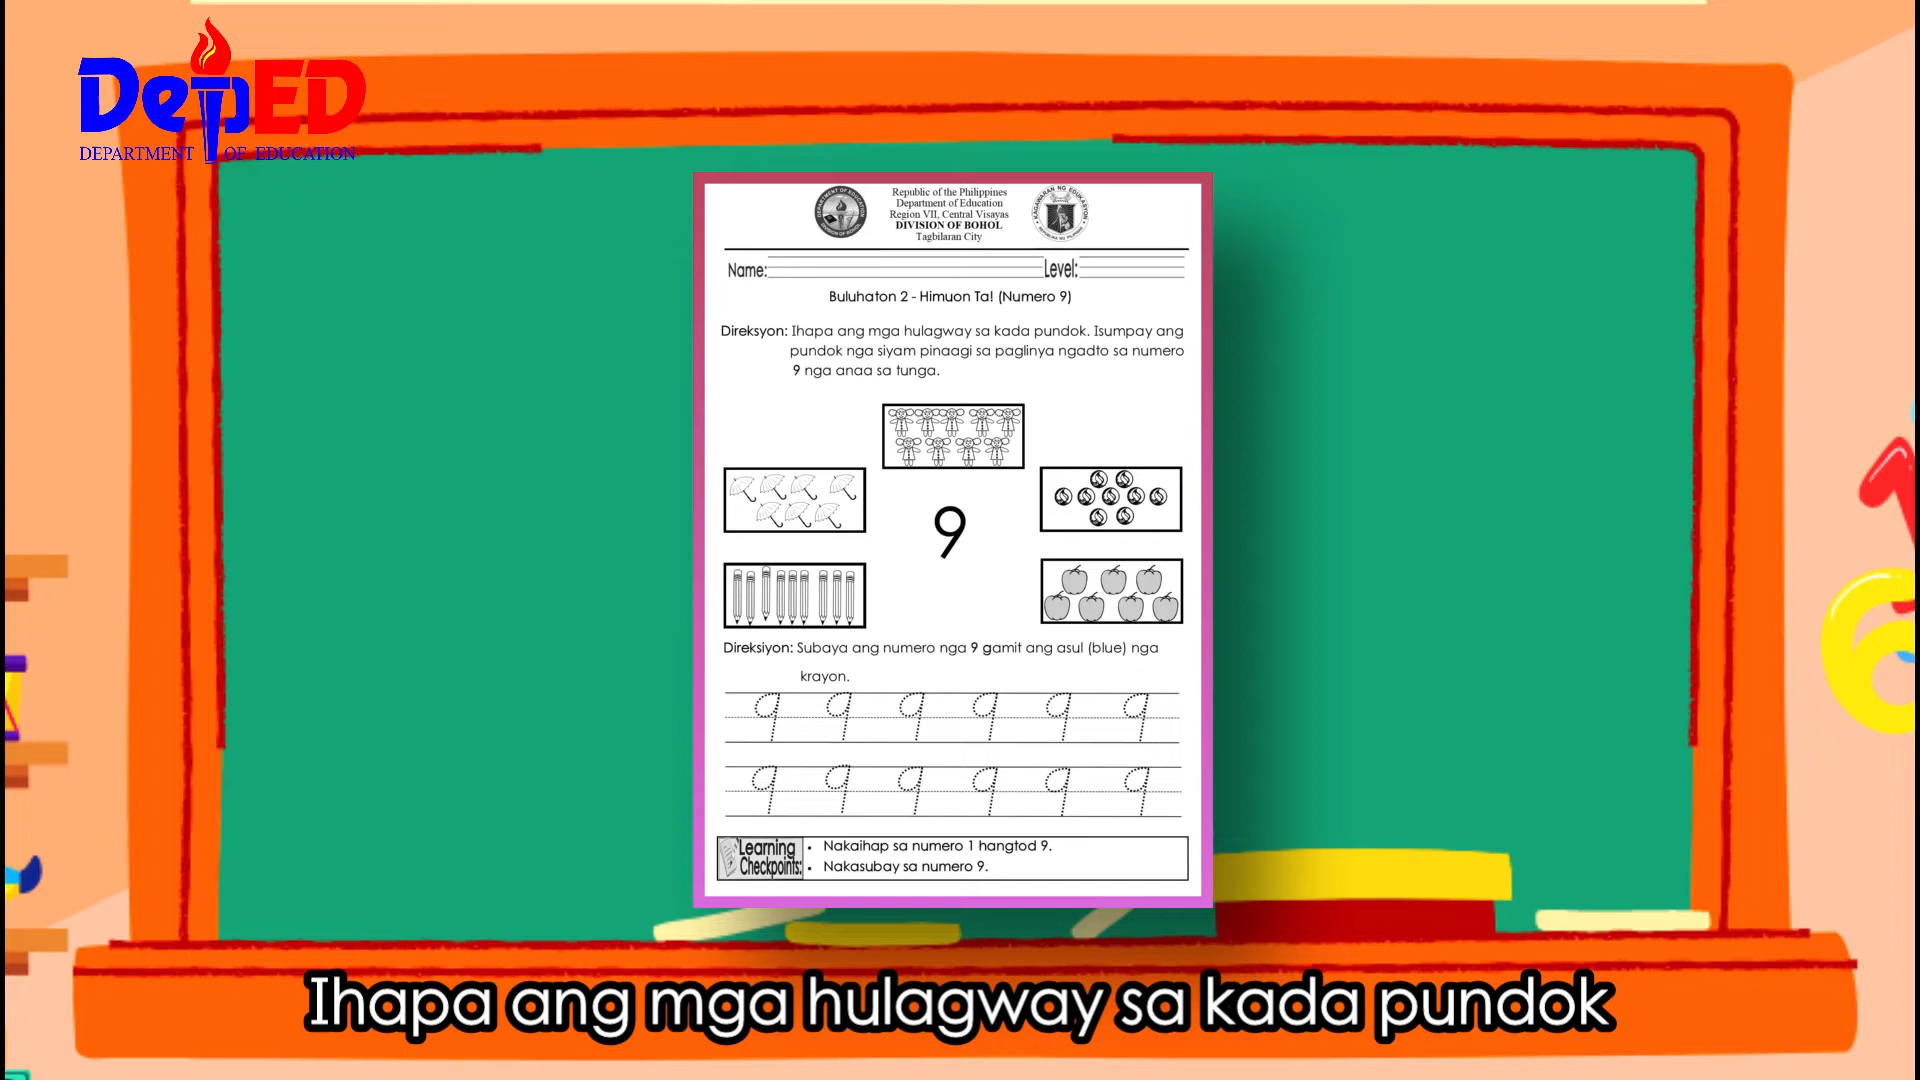 DepED
DEPARTMENT OF EDUCATION
Republic of the Philippines
Department of Education
Region VII, Central Visayas
DIVISION OF BOHOL
Tagbilaran City
Name: Level:
Buluhaton 2 - Himuon Ta! (Numero 9)
Direksyon: Ihapa ang mga hulagway sa kada pundok. Isumpay ang
pundok nga siyam pinaagi sa paglinya ngadto sa numero
9 nga anaa sa tunga.
9
Direksiyon: Subaya ang numero nga 9 gamit ang asul (blue) nga
krayon.
9 9 9 9 9 9
9 9 9 9 9 9
Learning Checkpoints:
• Nakaihap sa numero 1 hangtod 9.
• Nakasubay sa numero 9.
Ihapa ang mga hulagway sa kada pundok